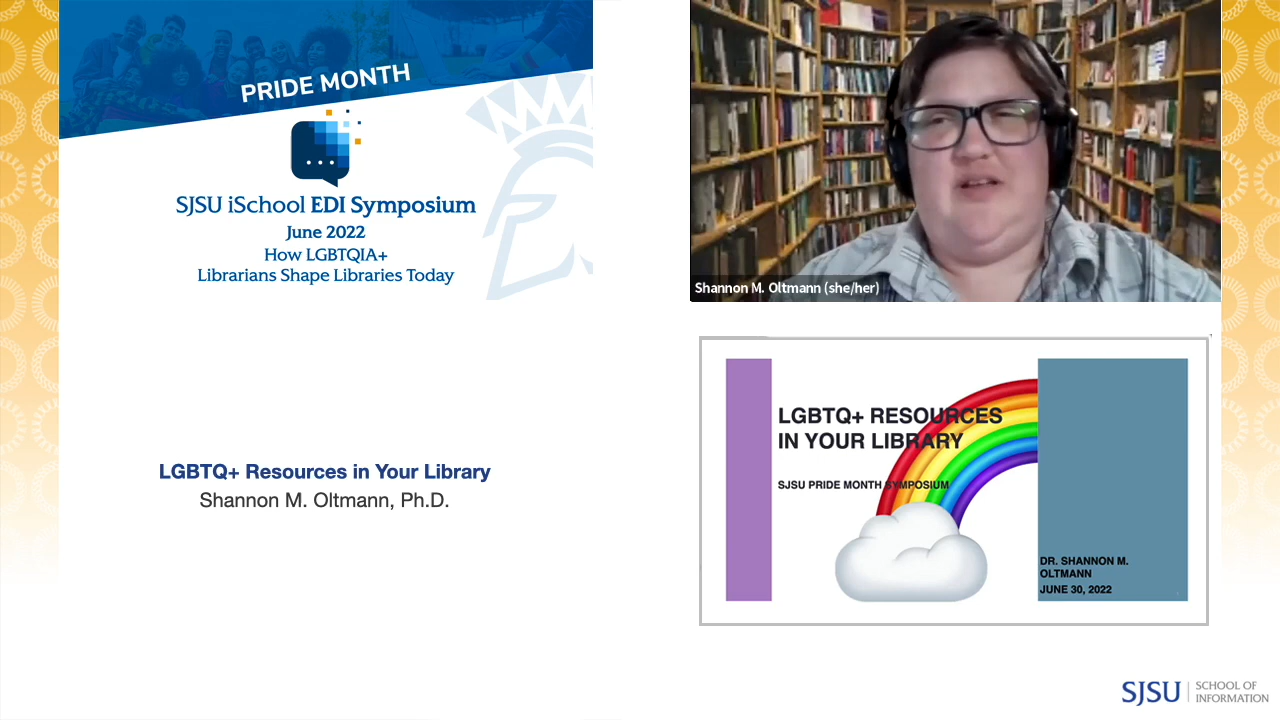 PRIDE MONTH
SJSU iSchool EDI Symposium
June 2022
How LGBTQIA+
Librarians Shape Libraries Today
LGBTQ+ Resources in Your Library
Shannon M. Oltmann, Ph.D.
Shannon M. Oltmann (she/her)
LGBTQ+ RESOURCES
IN YOUR LIBRARY
SJSU PRIDE MONTH SYMPOSIUM
DR. SHANNON M.
OLTMANN
JUNE 30, 2022
SJSU SCHOOL OF
INFORMATION